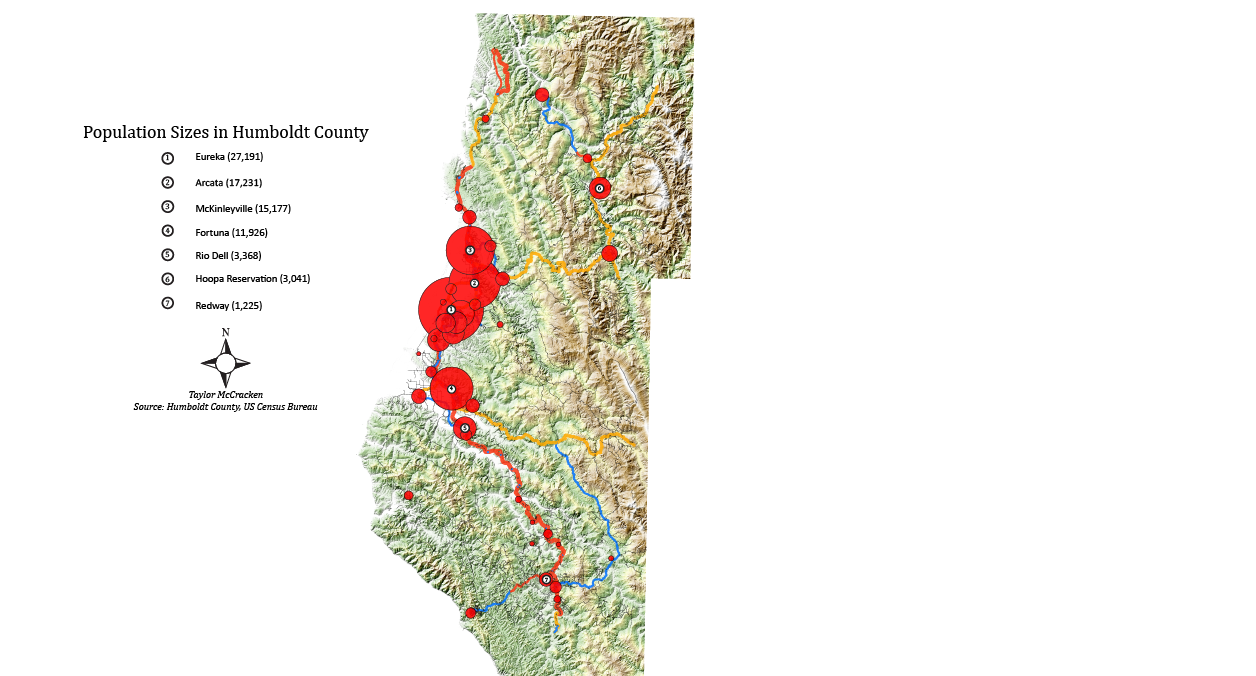 Population Sizes in Humboldt County
1 Eureka (27,191)
2 Arcata (17,231)
3 McKinleyville (15,177)
4 Fortuna (11,926)
5 Rio Dell (3,368)
6 Hoopa Reservation (3,041)
7 Redway (1,225)
N
Taylor McCracken
Source: Humboldt County, US Census Bureau
6
3
2
1
4
5
7